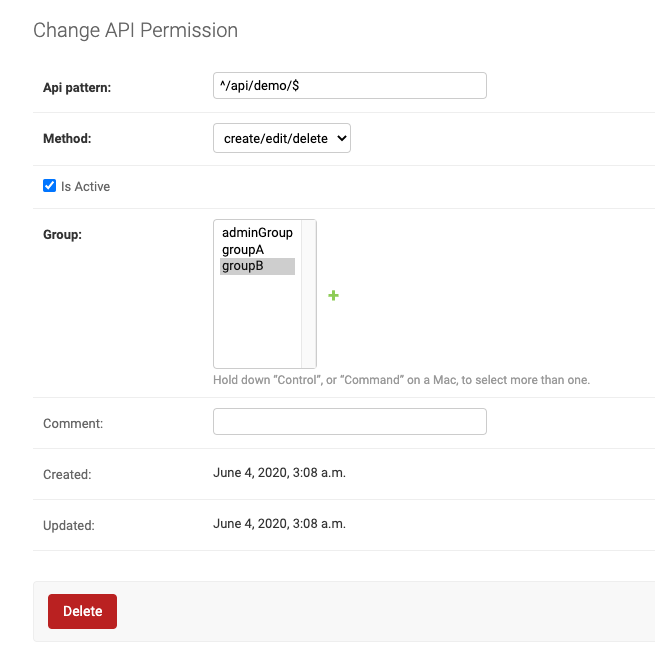 Change API Permission
Api pattern:
^/api/demo/$
Method:
create/edit/delete
Is Active
Group:
adminGroup
groupA
groupB
Hold down “Control”, or “Command” on a Mac, to select more than one.
Comment:
Created:
June 4, 2020, 3:08 a.m.
Updated:
June 4, 2020, 3:08 a.m.
Delete